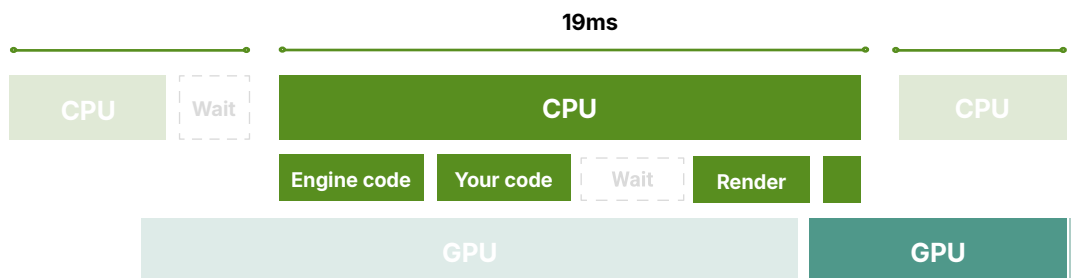 19ms
CPU
Wait
CPU
CPU
Engine code
Your code
Wait
Render
GPU
GPU